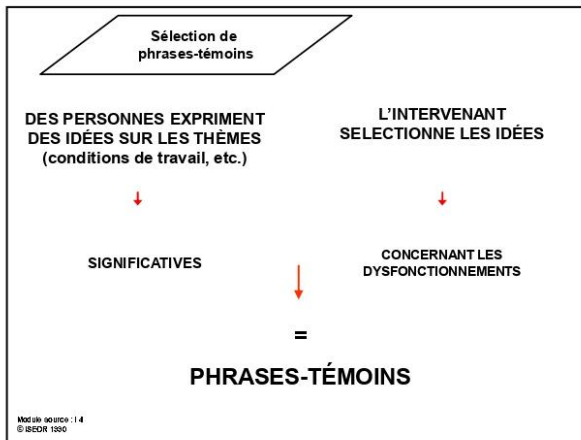 Sélection de
phrases-témoins
DES PERSONNES EXPRIMENT
DES IDÉES SUR LES THÈMES
(conditions de travail, etc.)
L'INTERVENANT
SELECTIONNE LES IDÉES
SIGNIFICATIVES
CONCERNANT LES
DYSFONCTIONNEMENTS
=
PHRASES-TÉMOINS
Module source : I 4
© ISEOR 1990